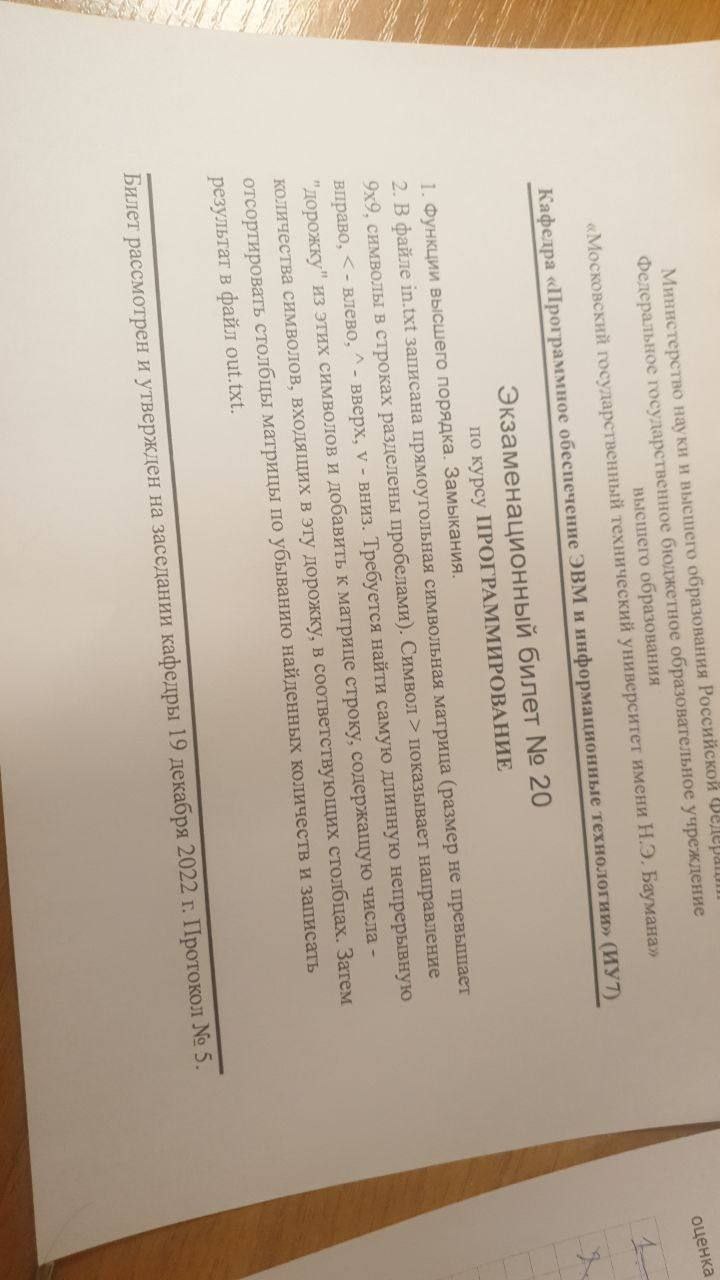 Министерство науки и высшего образования Российской Федерации
Федеральное государственное бюджетное образовательное учреждение
высшего образования
«Московский государственный технический университет имени Н.Э. Баумана»
Кафедра «Программное обеспечение ЭВМ и информационные технологии» (ИУ7)
Экзаменационный билет № 20
по курсу ПРОГРАММИРОВАНИЕ
1. Функции высшего порядка. Замыкания.
2. В файле in.txt записана прямоугольная символьная матрица (размер не превышает
9х9, символы в строках разделены пробелами). Символ > показывает направление
вправо, < - влево, ^ - вверх, v - вниз. Требуется найти самую длинную непрерывную
"дорожку" из этих символов и добавить к матрице строку, содержащую числа -
количества символов, входящих в эту дорожку, в соответствующих столбцах. Затем
отсортировать столбцы матрицы по убыванию найденных количеств и записать
результат в файл out.txt.
Билет рассмотрен и утвержден на заседании кафедры 19 декабря 2022 г. Протокол № 5.
оценка
1
2